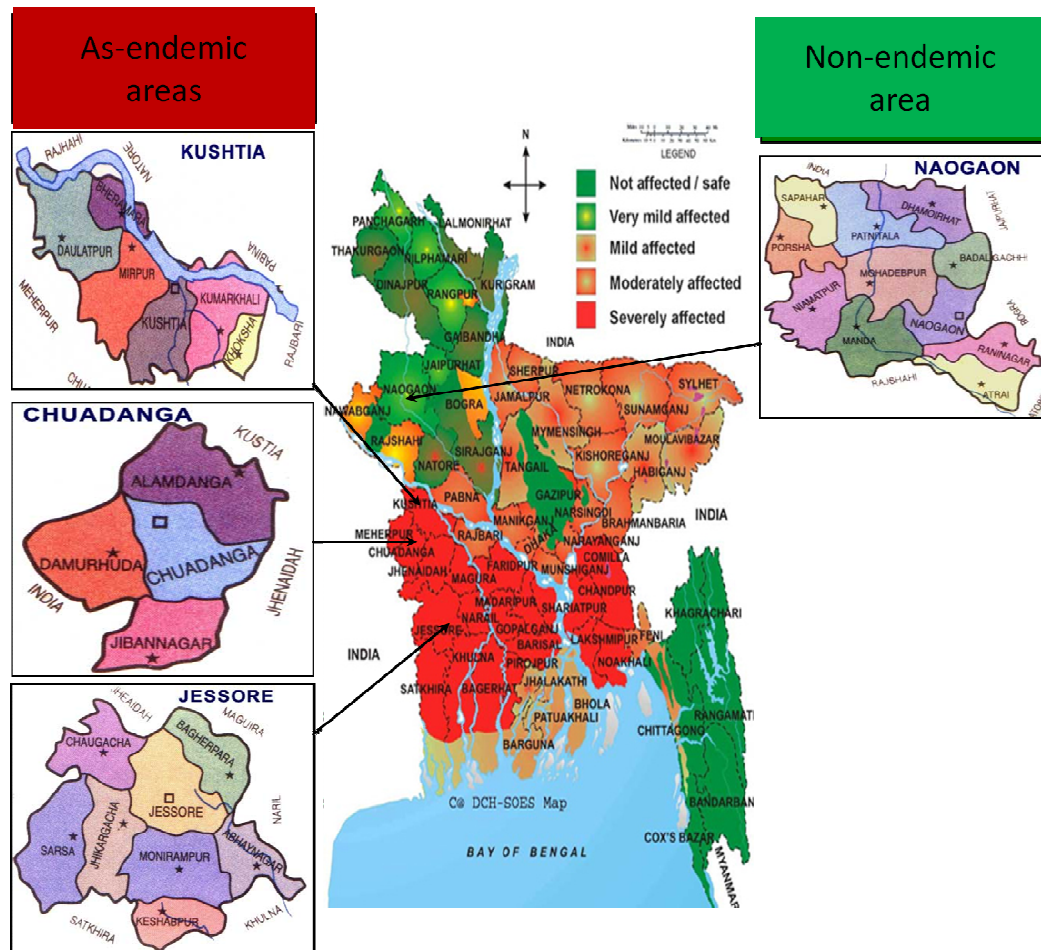 As-endemic
areas
Non-endemic
area
KUSHTIA
RAJHAHI
NATORE
BHERAMARA
DAULATPUR
MIRPUR
PABNA
MEHERPUR
KUMARKHALI
KUSHTIA
KHOKSHA
RAJBARI
CHUADANGA
KUSTIA
ALAMDANGA
DAMURHUDA
CHUADANGA
INDIA
JHENAIDAH
JIBANNAGAR
JESSORE
JHEAIDAH
MAGUIRA
CHAUGACHA
BAGHERPARA
JESSORE
NARIL
SARSA
JHIKARGACHA
MONIRAMPUR
ABHAYNAGAR
KESHABPUR
SATKHIRA
KHULNA
N
LEGEND
Not affected / safe
Very mild affected
Mild affected
Moderately affected
Severely affected
PANCHAGARH
LALMONIRHAT
THAKURGAON
NILPHAMARI
DINAJPUR
RANGPUR
KURIGRAM
GAIBANDHA
INDIA
JAIPURHAT
SHERPUR
NAOGAON
BOGRA
JAMALPUR
NETROKONA
SYLHET
SUNAMGANJ
NAWABGANJ
RAJSHAHI
MYMENSINGH
MOULAVIBAZAR
SIRAJGANJ
KISHOREGANJ
NATORE
TANGAIL
HABIGANJ
PABNA
GAZIPUR
KUSHTIA
NARSINGDI
MANIKGANJ
BRAHMANBARIA
INDIA
MEHERPUR
RAJBARI
DHAKA
NARAYANGANJ
CHUADANGA
COMILLA
JHENAIDAH
FARIDPUR
MUNSHIGANJ
MAGURA
CHANDPUR
MADARIPUR
SHARIATPUR
KHAGRACHARI
NARAIL
JESSORE
GOPALGANJ
LAKSHMIPUR
FENI
BARISAL
INDIA
KHULNA
PIROJPUR
NOAKHALI
SATKHIRA
BAGERHAT
JHALAKATHI
BHOLA
RANGAMATI
PATUAKHALI
CHITTAGONG
BARGUNA
BANDARBAN
C@ DCH-SOES Map
COX'S BAZAR
BAY OF BENGAL
MYANMAR
NAOGAON
INDIA
SAPAHAR
DHAMOIRHAT
JAIPURHAT
PATNITALA
PORSHA
BADALGACHHI
MOHADEBPUR
NIAMATPUR
BOGRA
NAOGAON
MANDA
RANINAGAR
RAJBHAHI
ATRAI